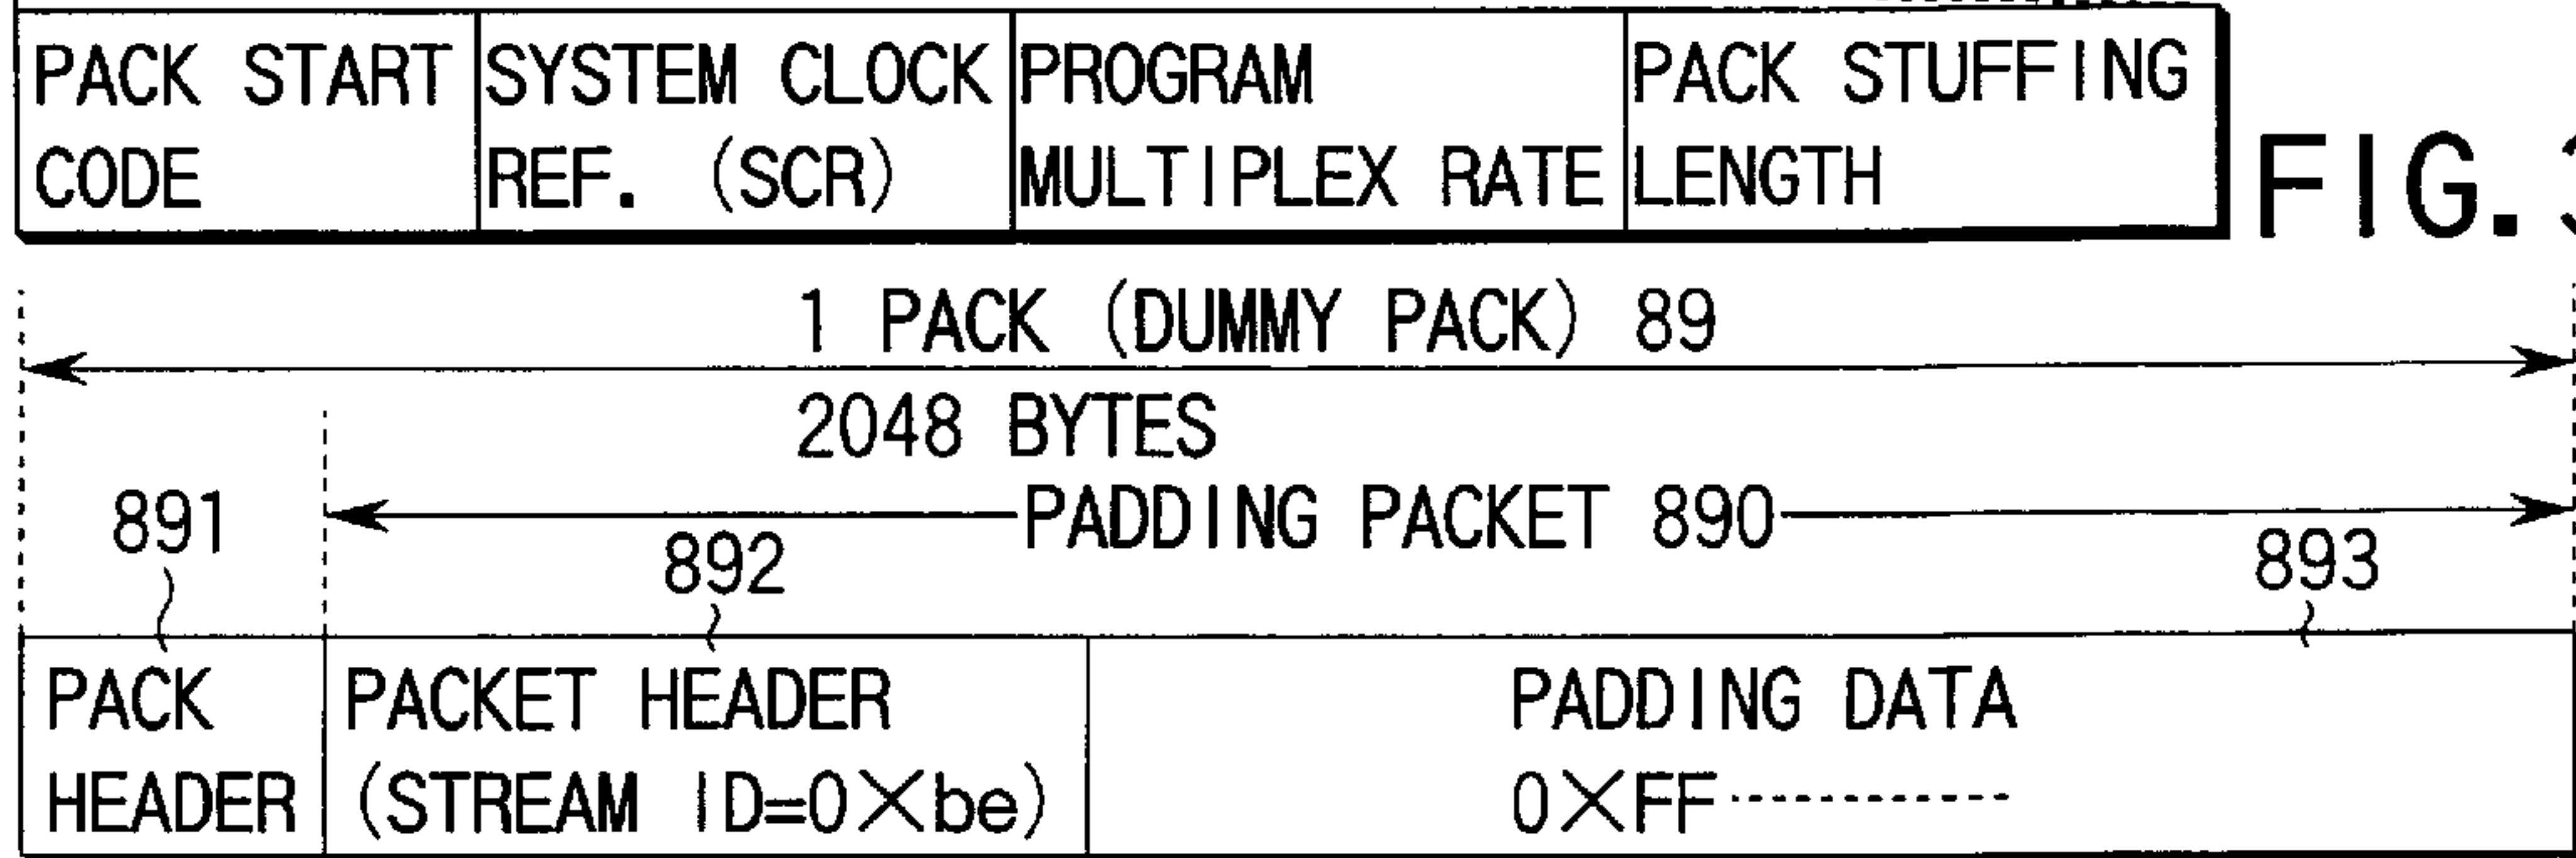 PACK START CODE
SYSTEM CLOCK REF. (SCR)
PROGRAM MULTIPLEX RATE
PACK STUFFING LENGTH
FIG. 3
1 PACK (DUMMY PACK) 89
2048 BYTES
PADDING PACKET 890
891
892
893
PACK HEADER
PACKET HEADER (STREAM ID=0×be)
PADDING DATA 0×FF-----------